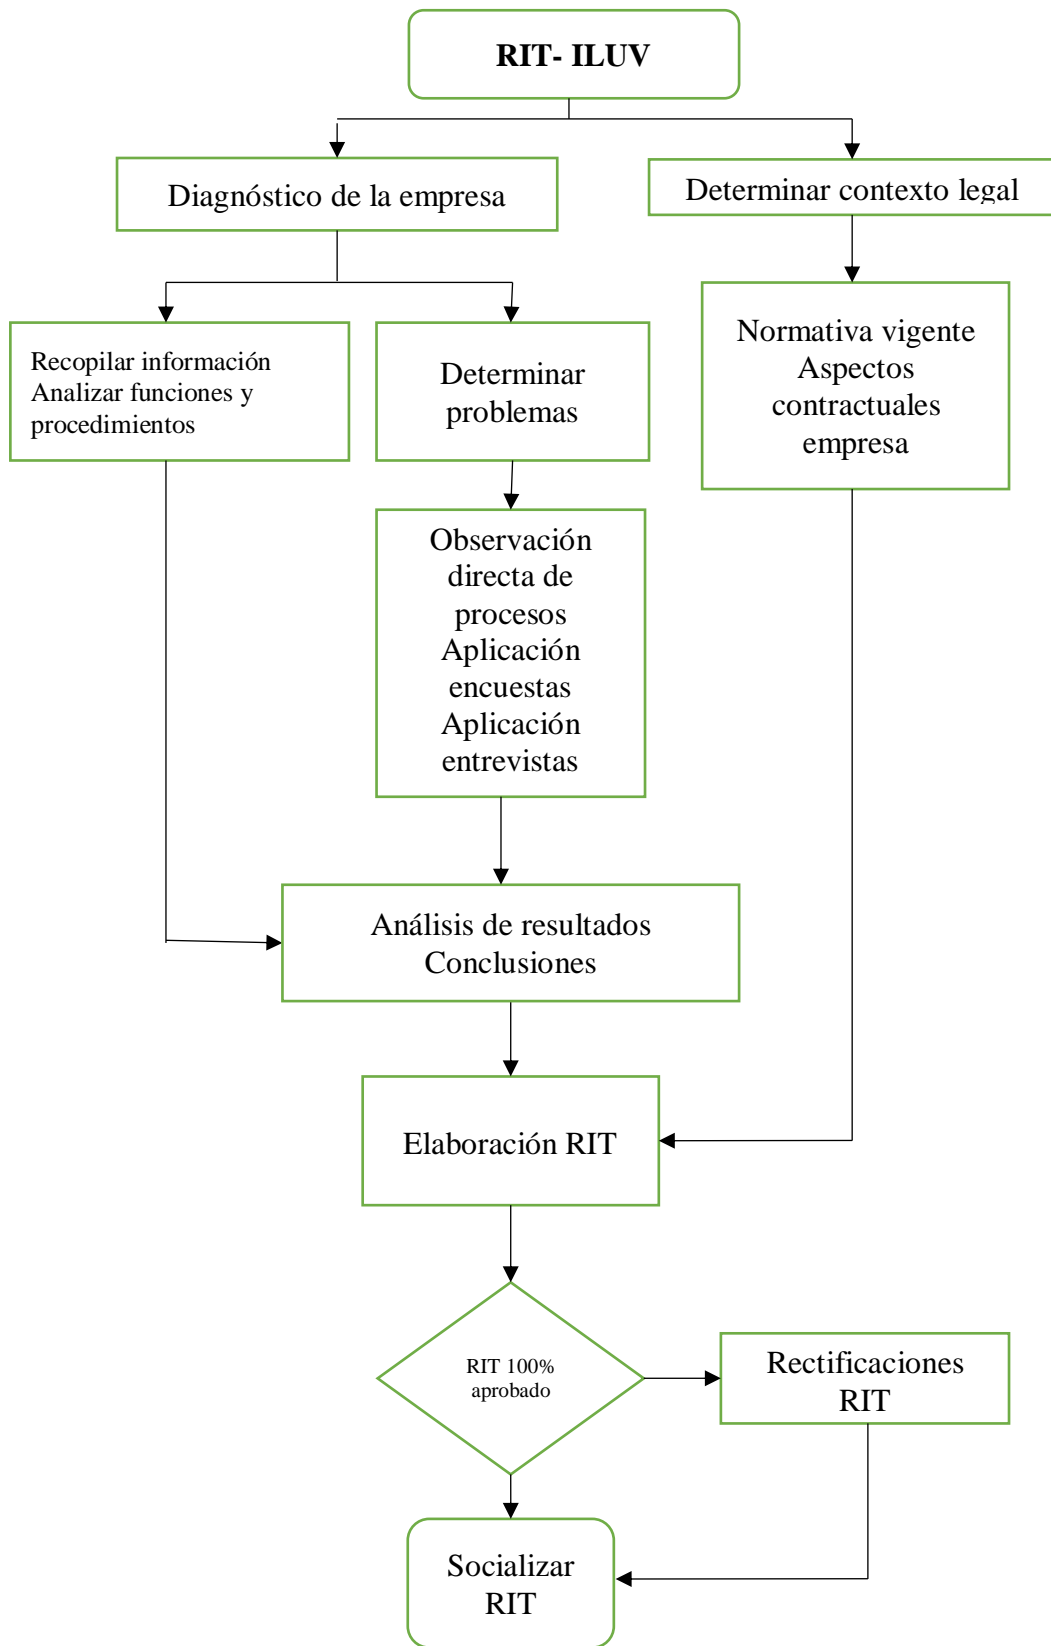 RIT- ILUV
Diagnóstico de la empresa
Determinar contexto legal
Recopilar información
Analizar funciones y
procedimientos
Determinar
problemas
Normativa vigente
Aspectos
contractuales
empresa
Observación
directa de
procesos
Aplicación
encuestas
Aplicación
entrevistas
Análisis de resultados
Conclusiones
Elaboración RIT
RIT 100%
aprobado
Rectificaciones
RIT
Socializar
RIT